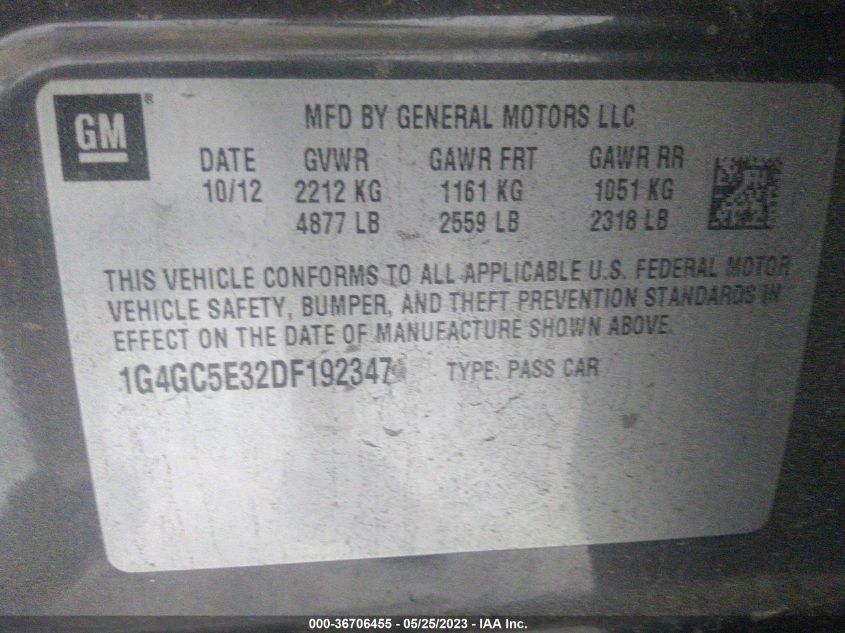 GM ®
MFD BY GENERAL MOTORS LLC
DATE GVWR GAWR FRT GAWR RR
10/12 2212 KG 1161 KG 1051 KG
4877 LB 2559 LB 2318 LB
THIS VEHICLE CONFORMS TO ALL APPLICABLE U.S. FEDERAL MOTOR
VEHICLE SAFETY, BUMPER, AND THEFT PREVENTION STANDARDS IN
EFFECT ON THE DATE OF MANUFACTURE SHOWN ABOVE.
1G4GC5E32DF192347 TYPE: PASS CAR
000-36706455 - 05/25/2023 - IAA Inc.